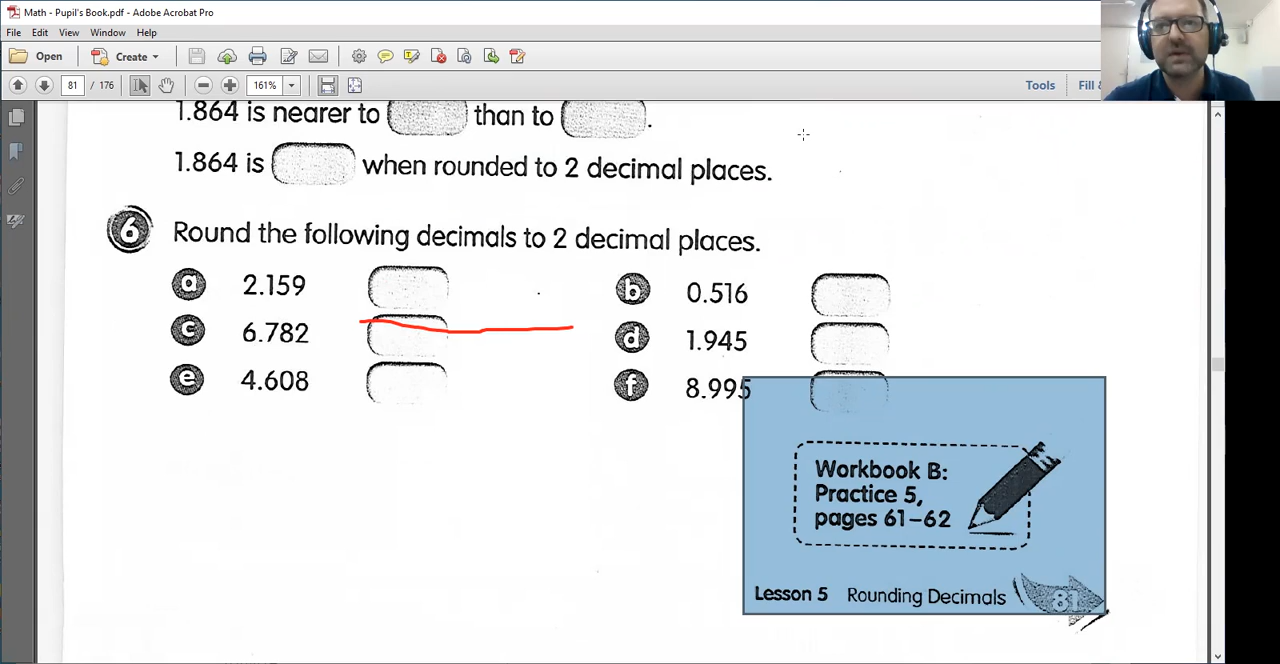 Math - Pupil's Book.pdf - Adobe Acrobat Pro
File Edit View Window Help
Open Create
81 / 176 161% Tools Fill &
1.864 is nearer to than to .
1.864 is when rounded to 2 decimal places.
6 Round the following decimals to 2 decimal places.
a 2.159 b 0.516
c 6.782 d 1.945
e 4.608 f 8.995
Workbook B:
Practice 5,
pages 61–62
Lesson 5 Rounding Decimals 81